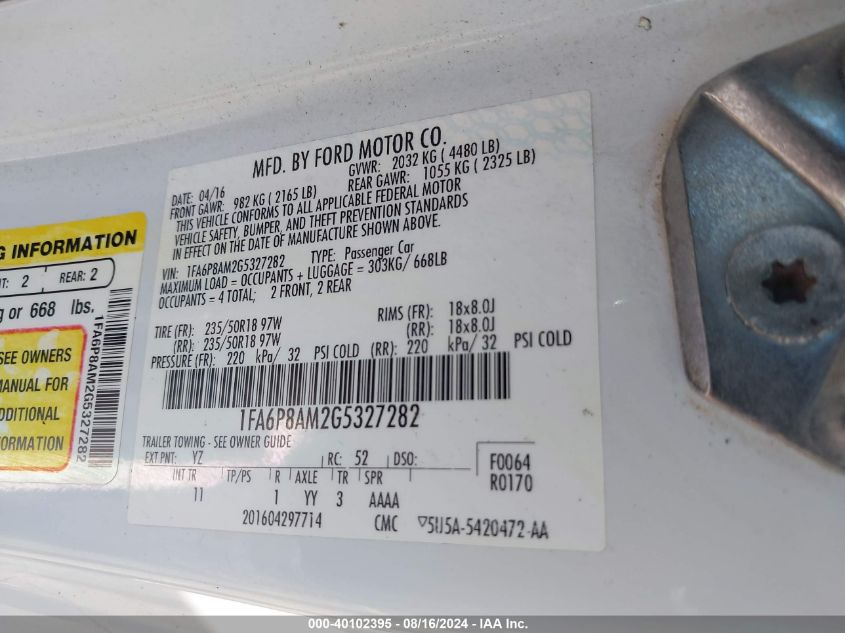 MFD. BY FORD MOTOR CO.
DATE: 04/16 GVWR: 2032 KG ( 4480 LB)
FRONT GAWR: 982 KG ( 2165 LB) REAR GAWR: 1055 KG ( 2325 LB)
THIS VEHICLE CONFORMS TO ALL APPLICABLE FEDERAL MOTOR
VEHICLE SAFETY, BUMPER, AND THEFT PREVENTION STANDARDS
IN EFFECT ON THE DATE OF MANUFACTURE SHOWN ABOVE.
VIN: 1FA6P8AM2G5327282 TYPE: Passenger Car
MAXIMUM LOAD = OCCUPANTS + LUGGAGE = 303KG/ 668LB
OCCUPANTS = 4 TOTAL; 2 FRONT, 2 REAR
TIRE (FR): 235/50R18 97W RIMS (FR): 18x8.0J
(RR): 235/50R18 97W (RR): 18x8.0J
PRESSURE (FR): 220 kPa/ 32 PSI COLD (RR): 220 kPa/ 32 PSI COLD
1FA6P8AM2G5327282
TRAILER TOWING - SEE OWNER GUIDE
EXT PNT: YZ RC: 52 DSO: F0064
INT TR TP/PS R AXLE TR SPR R0170
11 1 YY 3 AAAA
201604297714 CMC 5U5A-5420472-AA
G INFORMATION
NT: 2 REAR: 2
g or 668 lbs.
SEE OWNERS
MANUAL FOR
ADDITIONAL
INFORMATION
1FA6P8AM2G5327282
000-40102395 - 08/16/2024 - IAA Inc.